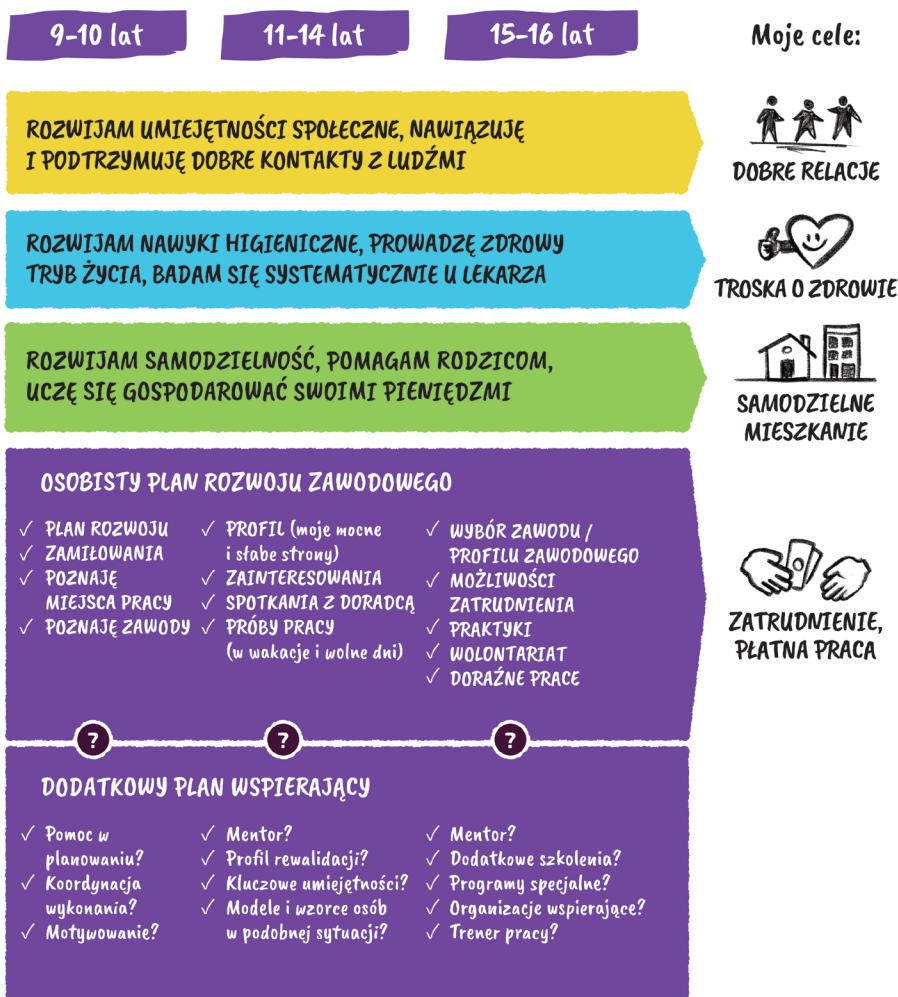 9-10 lat
11-14 lat
15-16 lat
Moje cele:
ROZWIJAM UMIEJĘTNOŚCI SPOŁECZNE, NAWIĄZUJĘ
I PODTRZYMUJĘ DOBRE KONTAKTY Z LUDŹMI
DOBRE RELACJE
ROZWIJAM NAWYKI HIGIENICZNE, PROWADZĘ ZDROWY
TRYB ŻYCIA, BADAM SIĘ SYSTEMATYCZNIE U LEKARZA
TROSKA O ZDROWIE
ROZWIJAM SAMODZIELNOŚĆ, POMAGAM RODZICOM,
UCZĘ SIĘ GOSPODAROWAĆ SWOIMI PIENIĘDZMI
SAMODZIELNE
MIESZKANIE
OSOBISTY PLAN ROZWOJU ZAWODOWEGO
✓ PLAN ROZWOJU
✓ ZAMIŁOWANIA
✓ POZNAJĘ
MIEJSCA PRACY
✓ POZNAJĘ ZAWODY
✓ PROFIL (moje mocne
i słabe strony)
✓ ZAINTERESOWANIA
✓ SPOTKANIA Z DORADCĄ
✓ PRÓBY PRACY
(w wakacje i wolne dni)
✓ WYBÓR ZAWODU /
PROFILU ZAWODOWEGO
✓ MOŻLIWOŚCI
ZATRUDNIENIA
✓ PRAKTYKI
✓ WOLONTARIAT
✓ DORAŹNE PRACE
ZATRUDNIENIE,
PŁATNA PRACA
?
?
?
DODATKOWY PLAN WSPIERAJĄCY
✓ Pomoc w
planowaniu?
✓ Koordynacja
wykonania?
✓ Motywowanie?
✓ Mentor?
✓ Profil rewalidacji?
✓ Kluczowe umiejętności?
✓ Modele i wzorce osób
w podobnej sytuacji?
✓ Mentor?
✓ Dodatkowe szkolenia?
✓ Programy specjalne?
✓ Organizacje wspierające?
✓ Trener pracy?